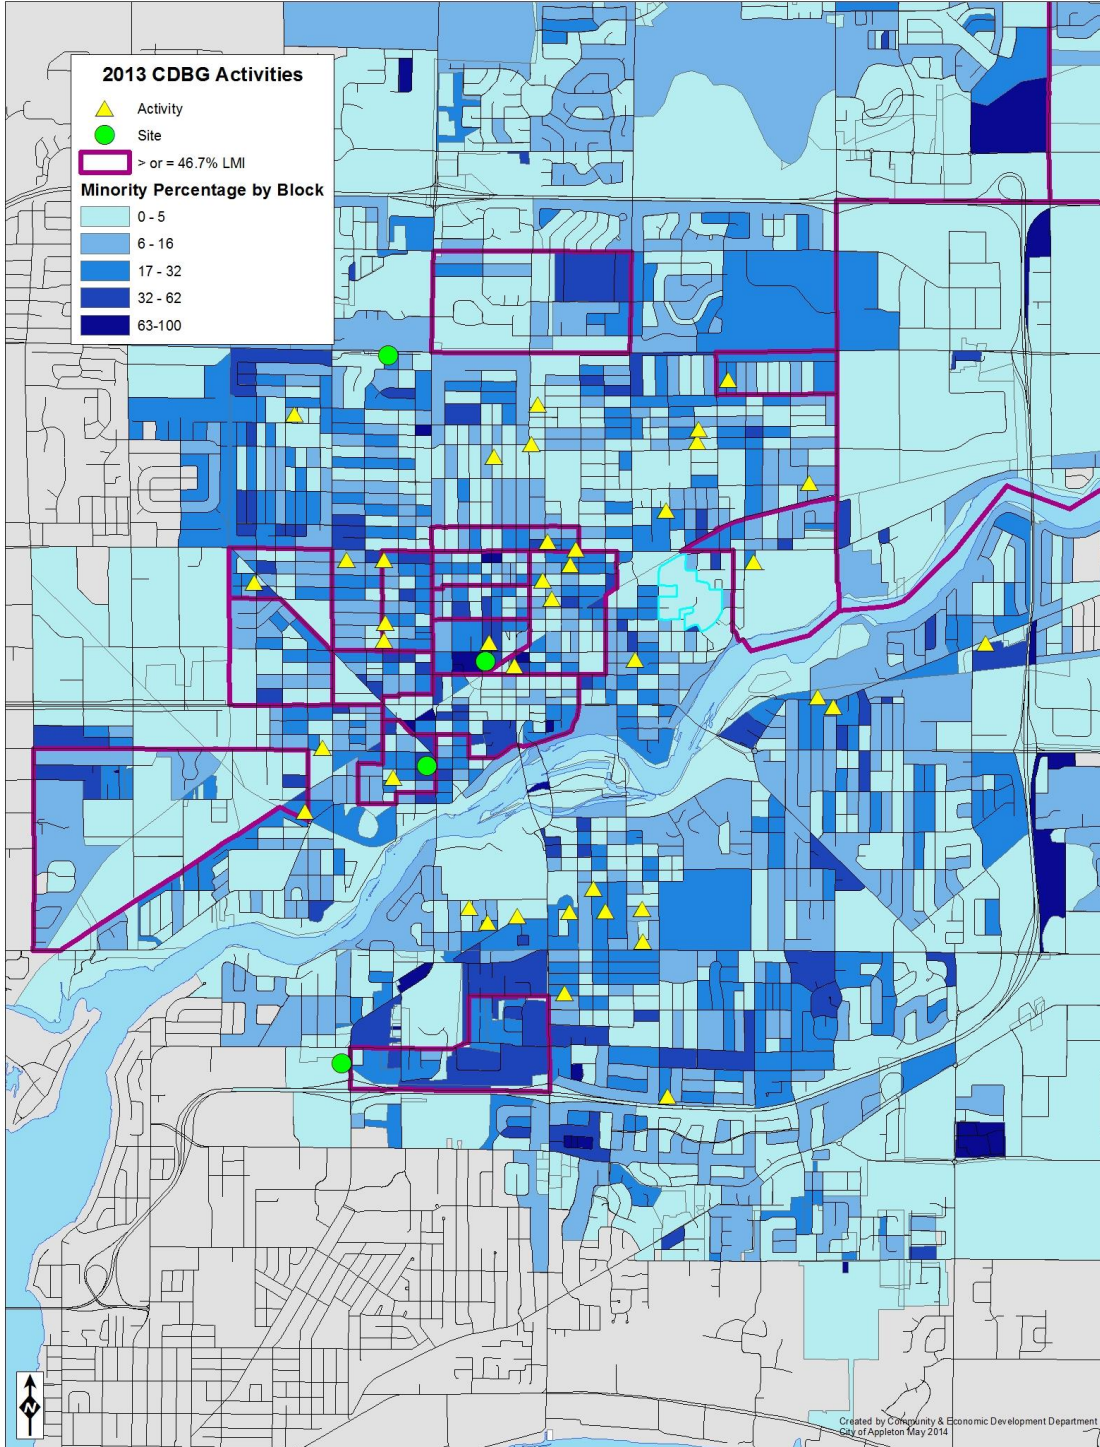 2013 CDBG Activities
Activity
Site
> or = 46.7% LMI
Minority Percentage by Block
0 - 5
6 - 16
17 - 32
32 - 62
63-100
N
Created by Community & Economic Development Department
City of Appleton May 2014